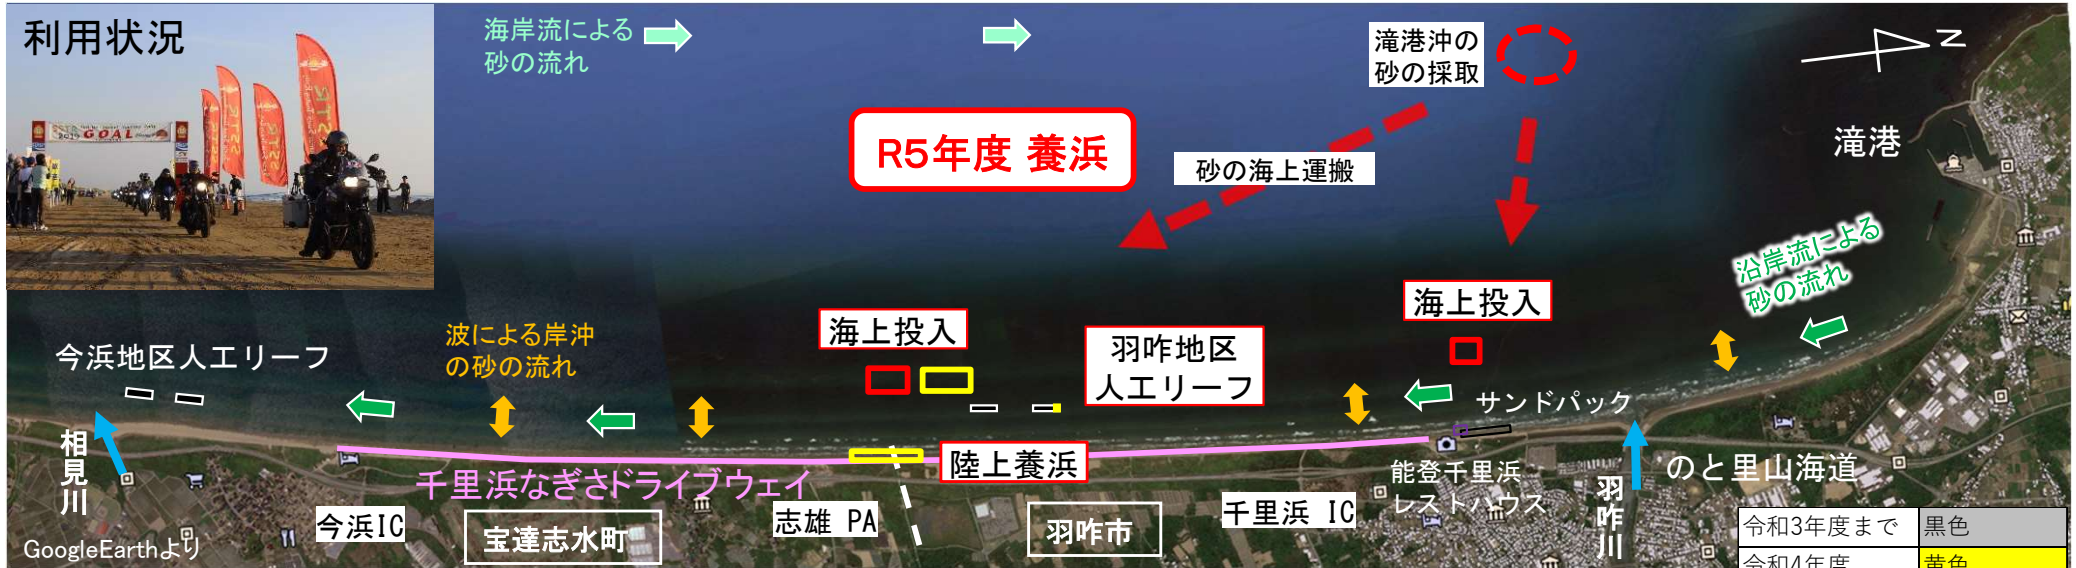 利用状況
GOAL
海岸流による
砂の流れ
滝港沖の
砂の採取
N
R5年度 養浜
砂の海上運搬
滝港
沿岸流による
砂の流れ
海上投入
海上投入
羽咋地区
人工リーフ
波による岸沖
の砂の流れ
今浜地区人工リーフ
サンドパック
相見川
千里浜なぎさドライブウェイ
陸上養浜
能登千里浜
レストハウス
羽咋川
のと里山海道
今浜IC
宝達志水町
志雄 PA
羽咋市
千里浜 IC
GoogleEarthより
令和3年度まで 黒色
令和4年度 黄色